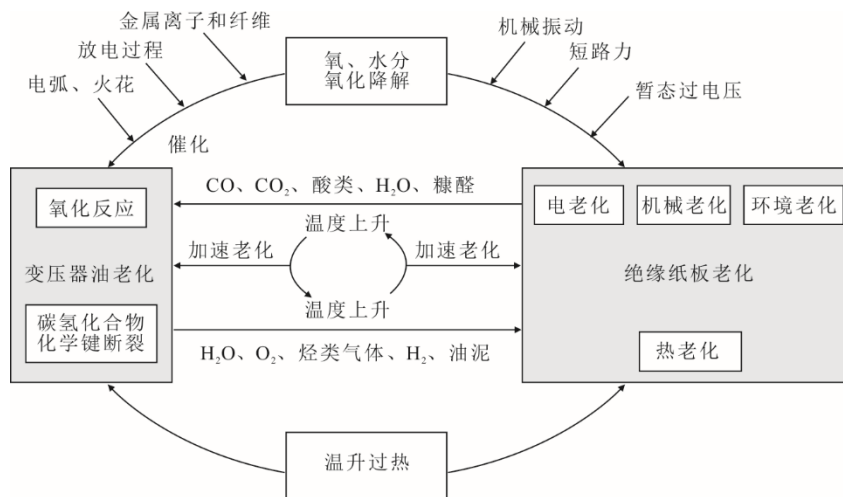 金属离子和纤维
放电过程
电弧、火花
氧、水分
氧化降解
机械振动
短路力
暂态过电压
催化
氧化反应
变压器油老化
碳氢化合物
化学键断裂
CO、CO₂、酸类、H₂O、糠醛
温度上升
加速老化
加速老化
温度上升
H₂O、O₂、烃类气体、H₂、油泥
电老化
机械老化
环境老化
绝缘纸板老化
热老化
温升过热